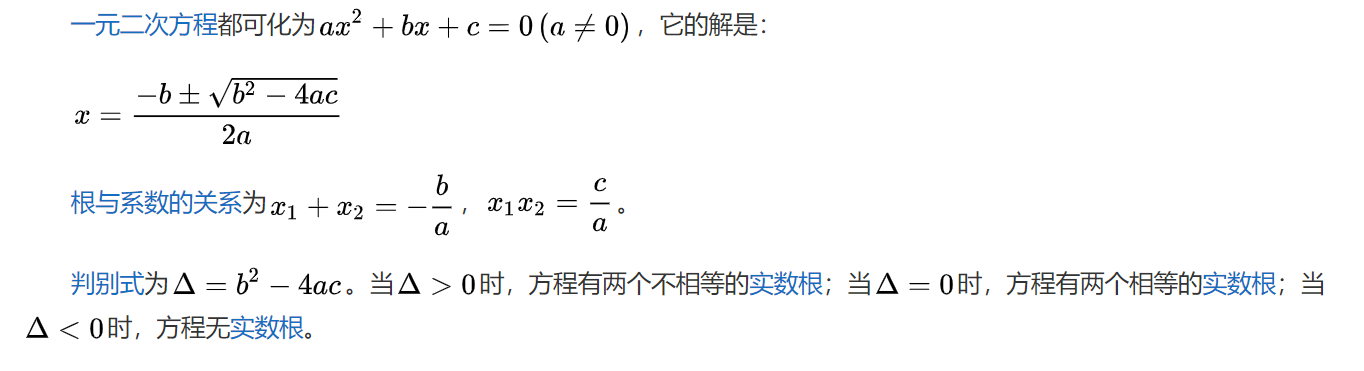 一元二次方程都可化为 $ax^2 + bx + c = 0\,(a \neq 0)$，它的解是：
$x = \dfrac{-b \pm \sqrt{b^2 - 4ac}}{2a}$
根与系数的关系为 $x_1 + x_2 = -\dfrac{b}{a}$，$x_1x_2 = \dfrac{c}{a}$。
判别式为 $\Delta = b^2 - 4ac$。当 $\Delta > 0$ 时，方程有两个不相等的实数根；当 $\Delta = 0$ 时，方程有两个相等的实数根；当
$\Delta < 0$ 时，方程无实数根。